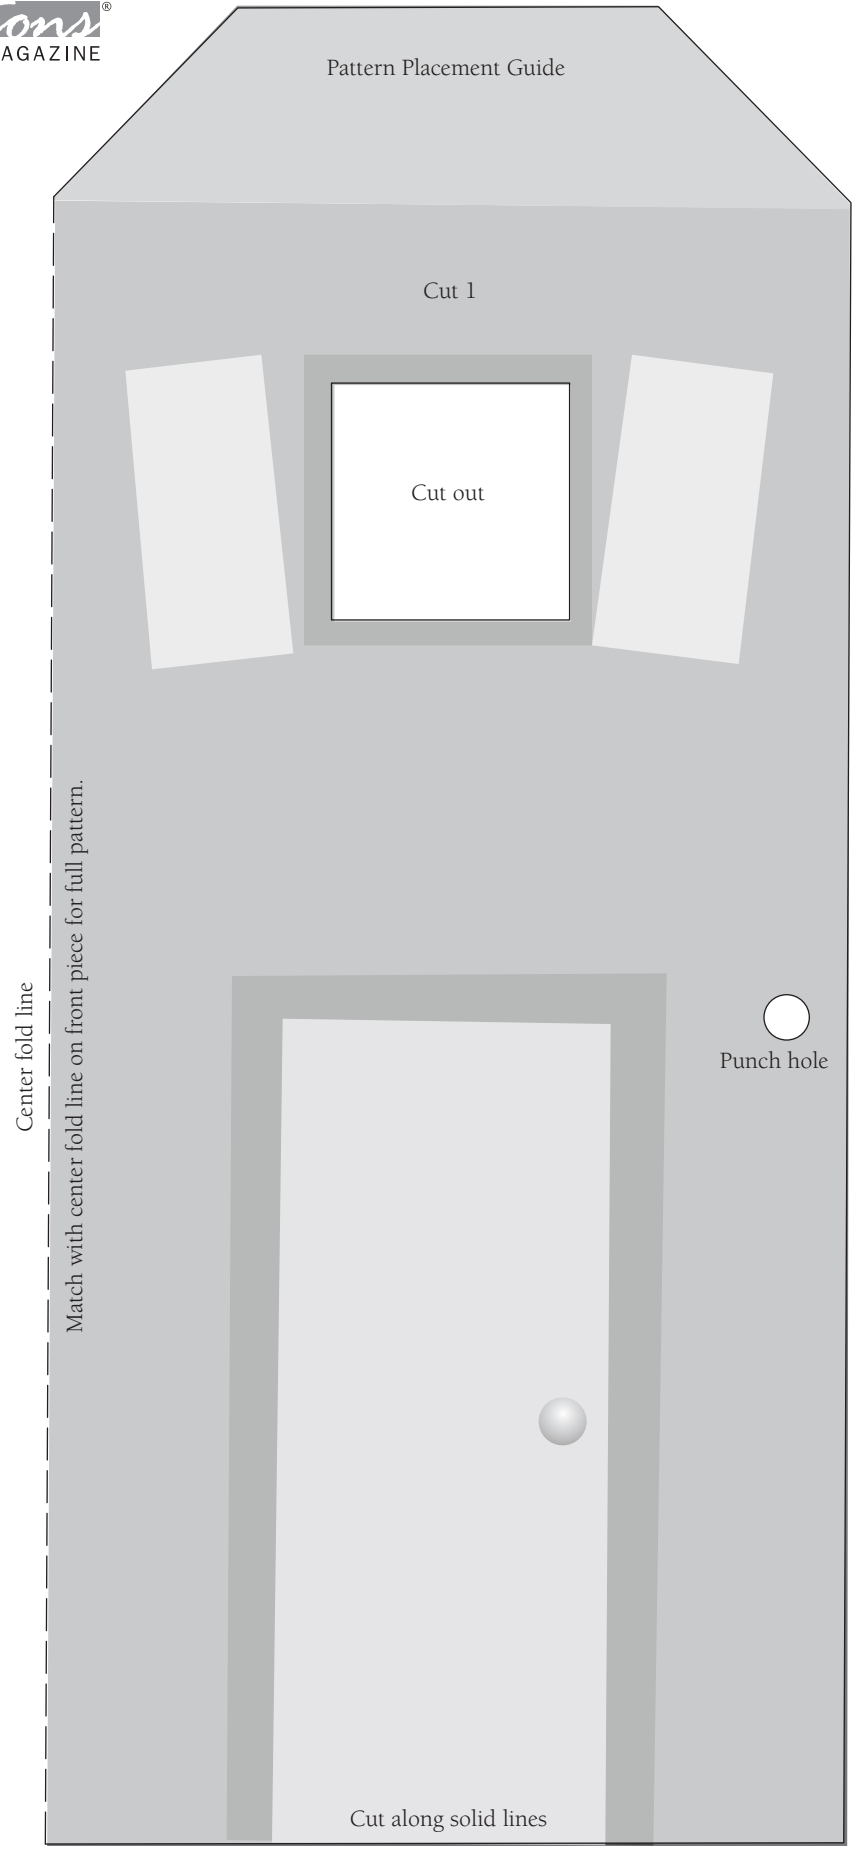 ons®
AGAZINE
Pattern Placement Guide
Cut 1
Cut out
Match with center fold line on front piece for full pattern.
Center fold line
Punch hole
Cut along solid lines